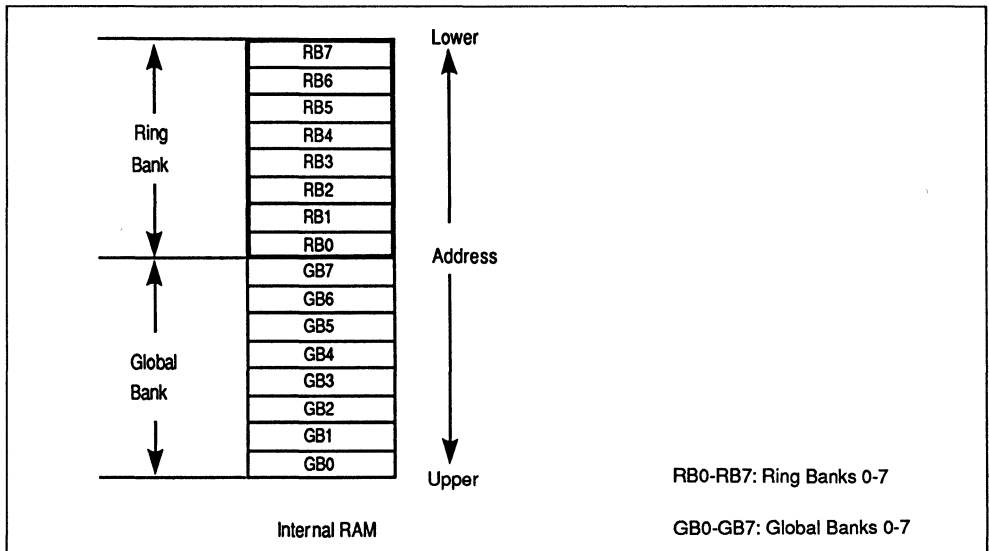 Lower
RB7
RB6
RB5
RB4
Ring
Bank
RB3
RB2
RB1
RB0
Address
GB7
GB6
GB5
GB4
Global
Bank
GB3
GB2
GB1
GB0
Upper
RB0-RB7: Ring Banks 0-7
Internal RAM
GB0-GB7: Global Banks 0-7